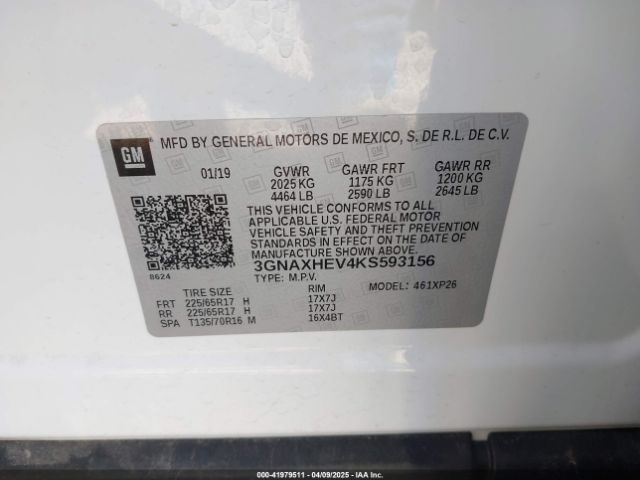 GM
MFD BY GENERAL MOTORS DE MEXICO, S. DE R.L. DE C.V.
01/19 GVWR GAWR FRT GAWR RR
2025 KG 1175 KG 1200 KG
4464 LB 2590 LB 2645 LB
THIS VEHICLE CONFORMS TO ALL
APPLICABLE U.S. FEDERAL MOTOR
VEHICLE SAFETY AND THEFT PREVENTION
STANDARDS IN EFFECT ON THE DATE OF
MANUFACTURE SHOWN ABOVE.
8624 3GNAXHEV4KS593156
TYPE: M.P.V. MODEL: 461XP26
TIRE SIZE RIM
FRT 225/65R17 H 17X7J
RR 225/65R17 H 17X7J
SPA T135/70R16 M 16X4BT
000-41979511 - 04/09/2025 - IAA Inc.